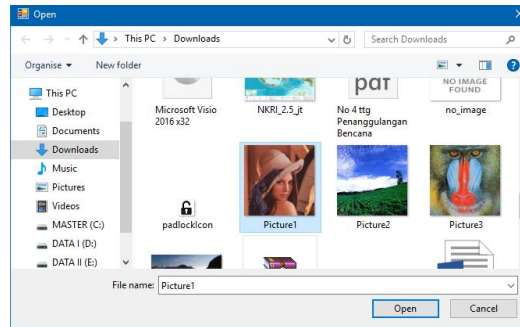 Open
This PC > Downloads
Search Downloads
Organise
New folder
This PC
Desktop
Documents
Downloads
Music
Pictures
Videos
MASTER (C:)
DATA I (D:)
DATA II (E:)
pdf
NO IMAGE
FOUND
Microsoft Visio
2016 x32
NKRI_2.5_jt
No 4 ttg
Penanggulangan
Bencana
no_image
padlockIcon
Picture1
Picture2
Picture3
File name: Picture1
Open
Cancel